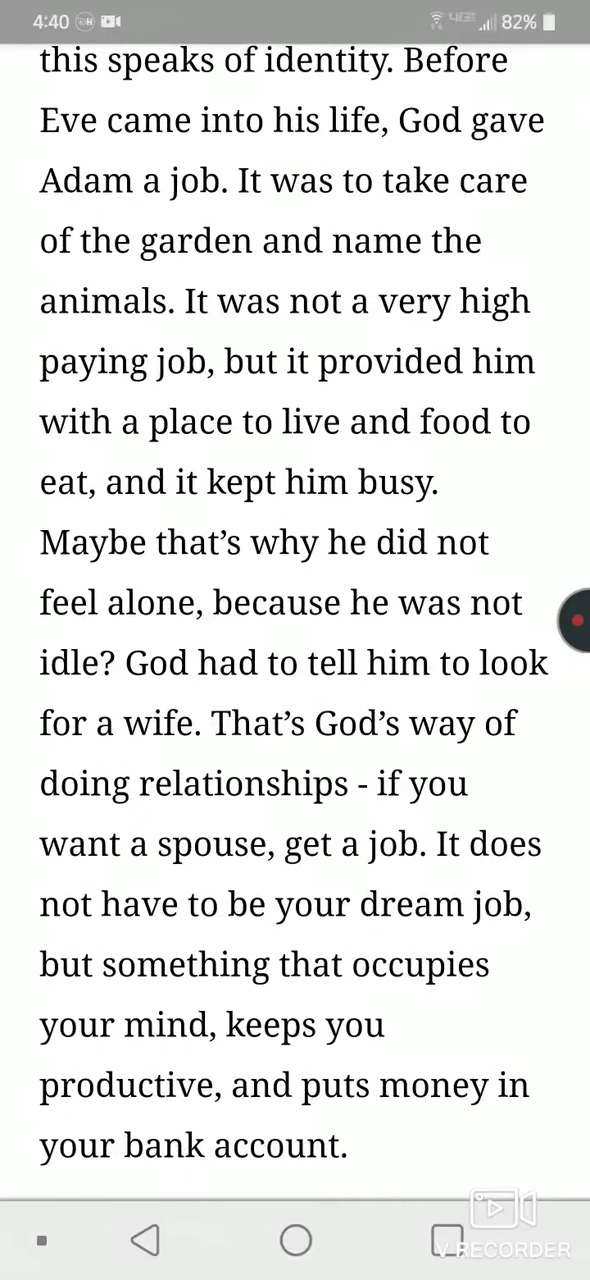 4:40
4GE 82%
this speaks of identity. Before
Eve came into his life, God gave
Adam a job. It was to take care
of the garden and name the
animals. It was not a very high
paying job, but it provided him
with a place to live and food to
eat, and it kept him busy.
Maybe that’s why he did not
feel alone, because he was not
idle? God had to tell him to look
for a wife. That’s God’s way of
doing relationships - if you
want a spouse, get a job. It does
not have to be your dream job,
but something that occupies
your mind, keeps you
productive, and puts money in
your bank account.
V RECORDER